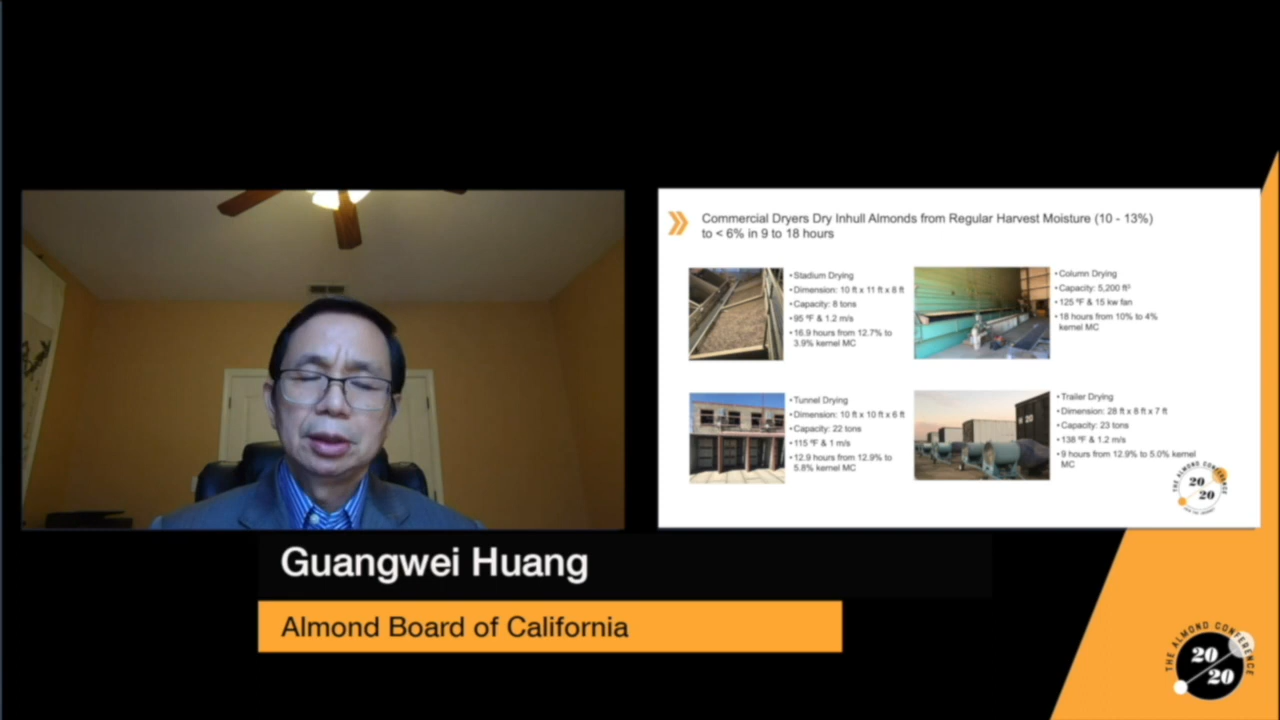 Commercial Dryers Dry Inhull Almonds from Regular Harvest Moisture (10 - 13%)
to < 6% in 9 to 18 hours
•Stadium Drying
•Dimension: 10 ft x 11 ft x 8 ft
•Capacity: 8 tons
•95 ºF & 1.2 m/s
•16.9 hours from 12.7% to
3.9% kernel MC
•Column Drying
•Capacity: 5,200 ft³
•125 ºF & 15 kw fan
•18 hours from 10% to 4%
kernel MC
•Tunnel Drying
•Dimension: 10 ft x 10 ft x 6 ft
•Capacity: 22 tons
•115 ºF & 1 m/s
•12.9 hours from 12.9% to
5.8% kernel MC
•Trailer Drying
•Dimension: 28 ft x 8 ft x 7 ft
•Capacity: 23 tons
•138 ºF & 1.2 m/s
•9 hours from 12.9% to 5.0% kernel
MC
THE ALMOND CONFERENCE
20
20
Guangwei Huang
Almond Board of California
THE ALMOND CONFERENCE
20
20